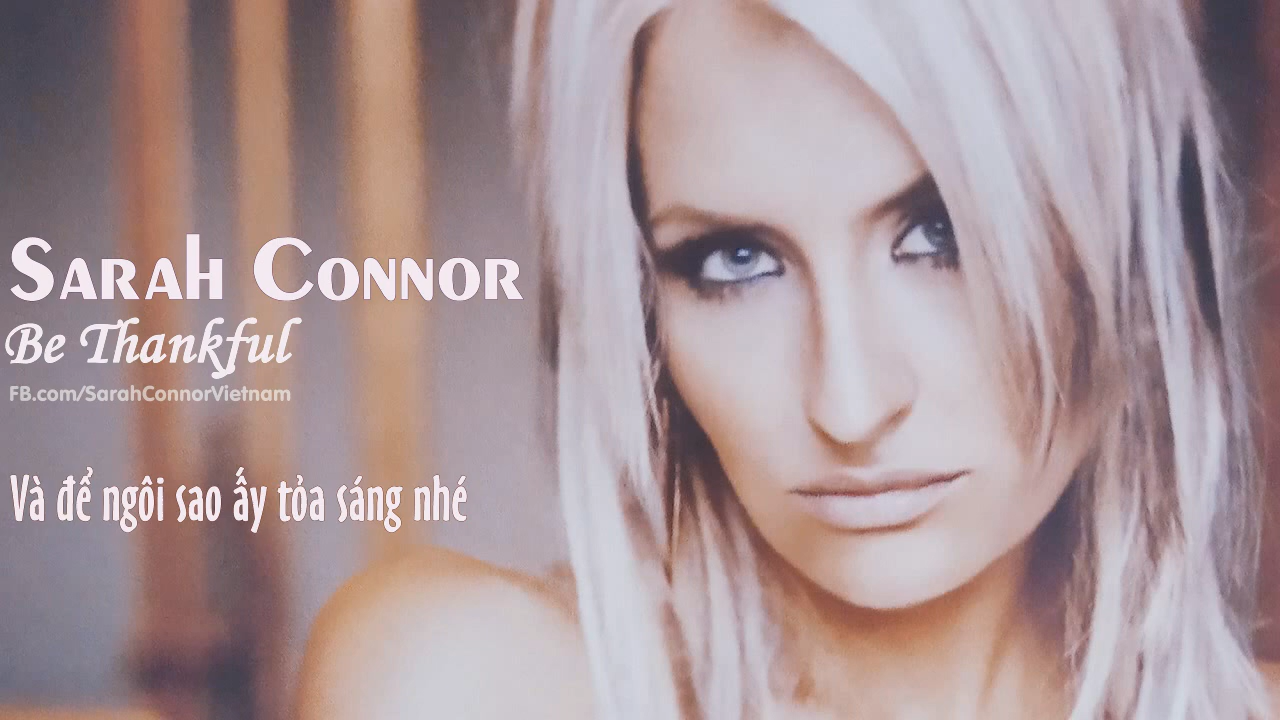 Sarah Connor
Be Thankful
FB.com/SarahConnorVietnam
Và để ngôi sao ấy tỏa sáng nhé